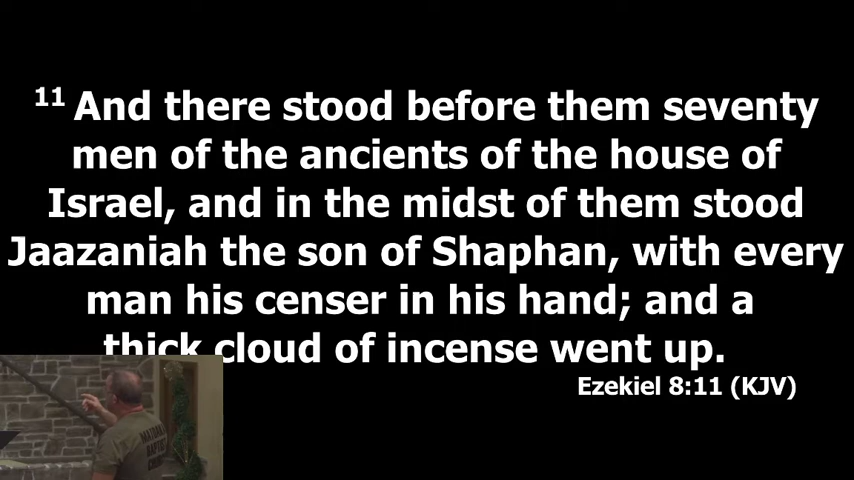 11 And there stood before them seventy
men of the ancients of the house of
Israel, and in the midst of them stood
Jaazaniah the son of Shaphan, with every
man his censer in his hand; and a
thick cloud of incense went up.
Ezekiel 8:11 (KJV)
BAPTIST